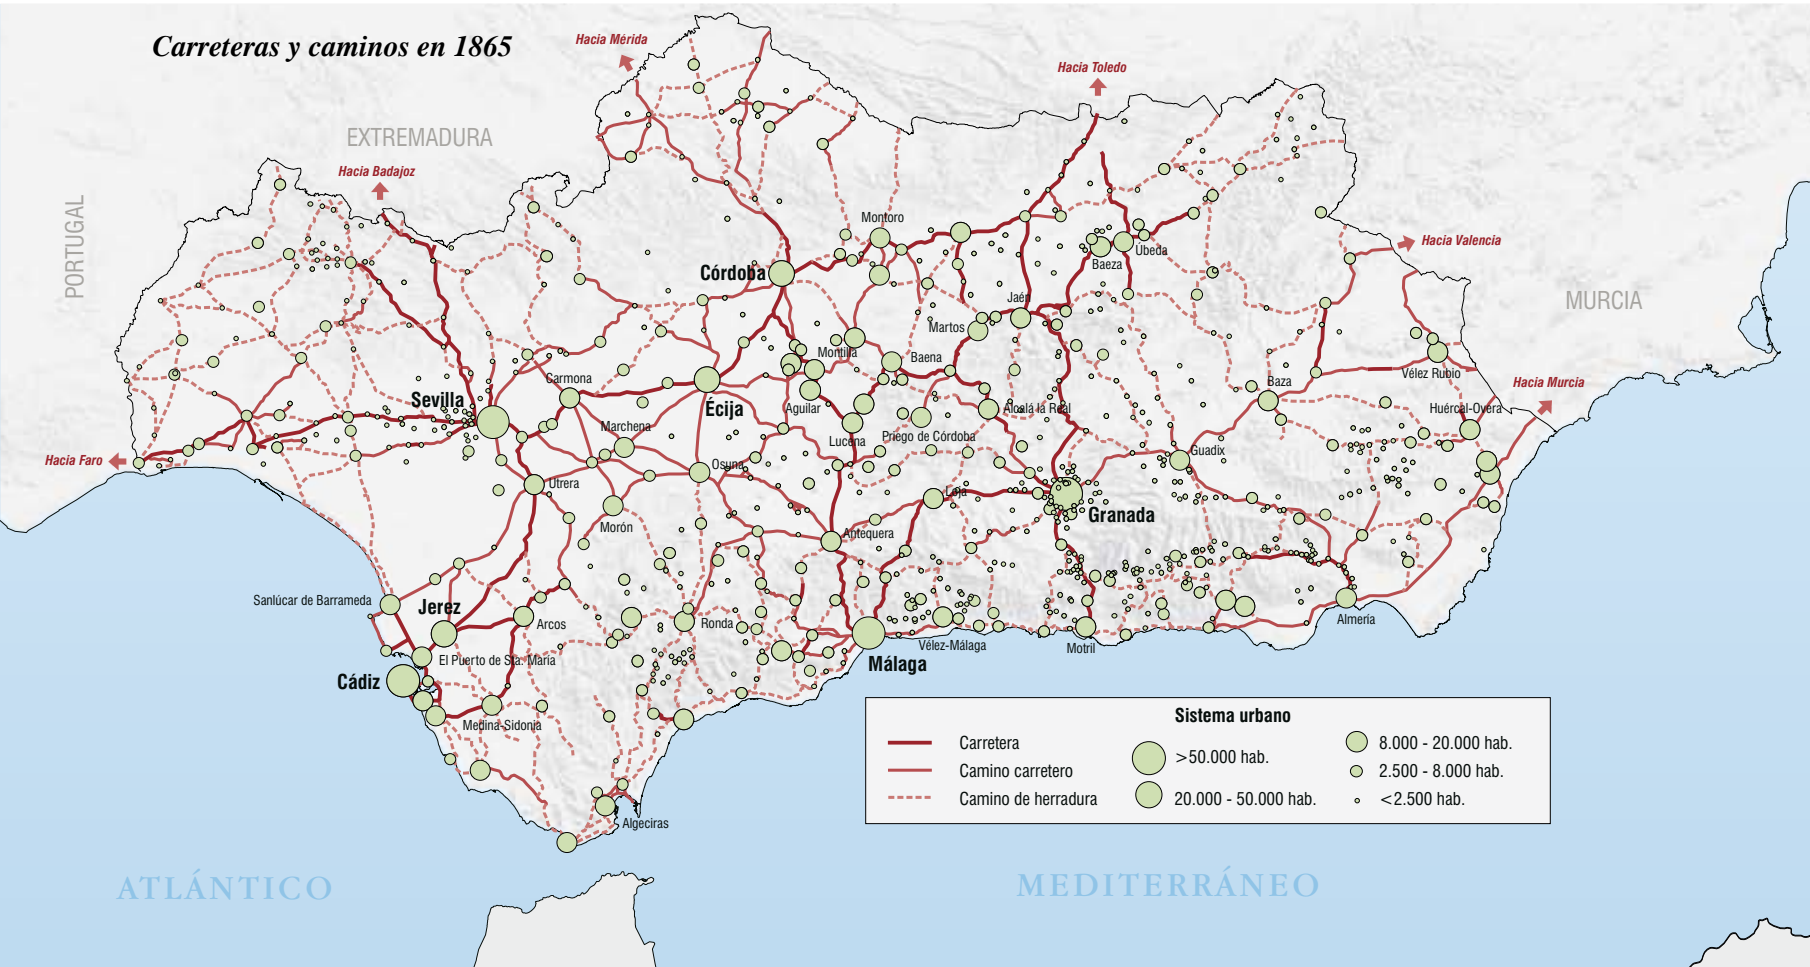 Carreteras y caminos en 1865
Hacia Mérida
Hacia Toledo
EXTREMADURA
Hacia Badajoz
PORTUGAL
Montoro
Hacia Valencia
Úbeda
Baeza
Córdoba
MURCIA
Jaén
Martos
Montilla
Baena
Vélez Rubio
Carmona
Baza
Hacia Murcia
Sevilla
Écija
Aguilar
Alcalá la Real
Huércal-Overa
Marchena
Lucena
Priego de Córdoba
Guadix
Hacia Faro
Osuna
Utrera
Loja
Morón
Granada
Antequera
Sanlúcar de Barrameda
Jerez
Arcos
Ronda
Almería
Vélez-Málaga
Motril
El Puerto de Sta. María
Málaga
Cádiz
Medina-Sidonia
Algeciras
Sistema urbano
Carretera
Camino carretero
Camino de herradura
>50.000 hab.
20.000 - 50.000 hab.
8.000 - 20.000 hab.
2.500 - 8.000 hab.
<2.500 hab.
ATLÁNTICO
MEDITERRÁNEO